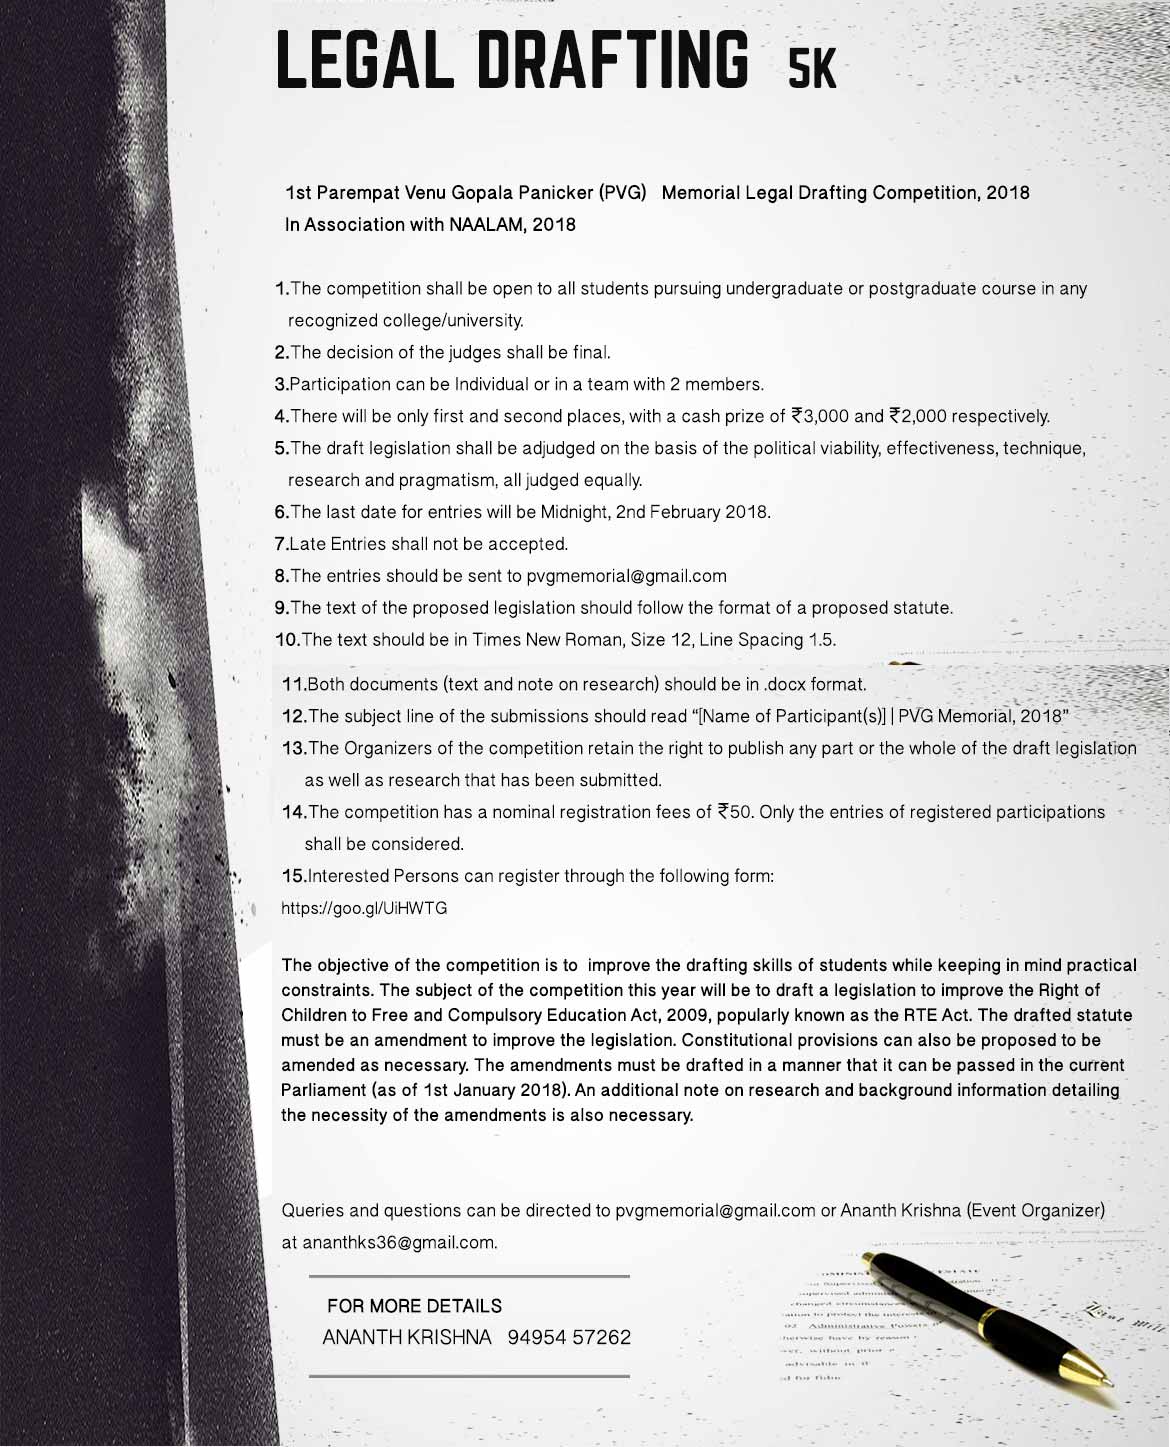 LEGAL DRAFTING 5K
1st Parempat Venu Gopala Panicker (PVG) Memorial Legal Drafting Competition, 2018
In Association with NAALAM, 2018
1.The competition shall be open to all students pursuing undergraduate or postgraduate course in any
recognized college/university.
2.The decision of the judges shall be final.
3.Participation can be Individual or in a team with 2 members.
4.There will be only first and second places, with a cash prize of ₹3,000 and ₹2,000 respectively.
5.The draft legislation shall be adjudged on the basis of the political viability, effectiveness, technique,
research and pragmatism, all judged equally.
6.The last date for entries will be Midnight, 2nd February 2018.
7.Late Entries shall not be accepted.
8.The entries should be sent to pvgmemorial@gmail.com
9.The text of the proposed legislation should follow the format of a proposed statute.
10.The text should be in Times New Roman, Size 12, Line Spacing 1.5.
11.Both documents (text and note on research) should be in .docx format.
12.The subject line of the submissions should read “[Name of Participant(s)] | PVG Memorial, 2018”
13.The Organizers of the competition retain the right to publish any part or the whole of the draft legislation
as well as research that has been submitted.
14.The competition has a nominal registration fees of ₹50. Only the entries of registered participations
shall be considered.
15.Interested Persons can register through the following form:
https://goo.gl/UiHWTG
The objective of the competition is to improve the drafting skills of students while keeping in mind practical
constraints. The subject of the competition this year will be to draft a legislation to improve the Right of
Children to Free and Compulsory Education Act, 2009, popularly known as the RTE Act. The drafted statute
must be an amendment to improve the legislation. Constitutional provisions can also be proposed to be
amended as necessary. The amendments must be drafted in a manner that it can be passed in the current
Parliament (as of 1st January 2018). An additional note on research and background information detailing
the necessity of the amendments is also necessary.
Queries and questions can be directed to pvgmemorial@gmail.com or Ananth Krishna (Event Organizer)
at ananthks36@gmail.com.
FOR MORE DETAILS
ANANTH KRISHNA 94954 57262
ESTATE
changed circumstances
Administrative Powers
without prior
advisable in